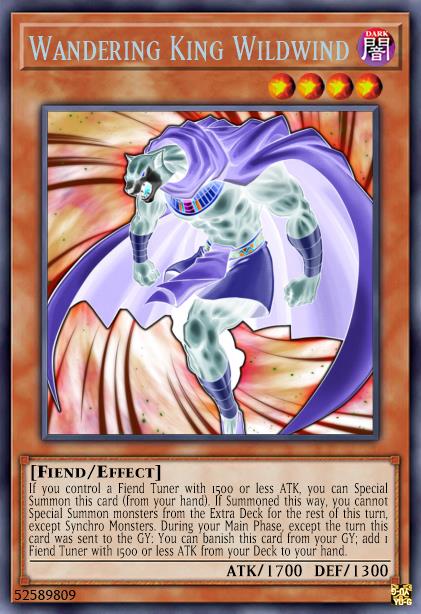 WANDERING KING WILDWIND
DARK
闇
[FIEND/EFFECT]
If you control a Fiend Tuner with 1500 or less ATK, you can Special
Summon this card (from your hand). If Summoned this way, you cannot
Special Summon monsters from the Extra Deck for the rest of this turn,
except Synchro Monsters. During your Main Phase, except the turn this
card was sent to the GY: You can banish this card from your GY; add 1
Fiend Tuner with 1500 or less ATK from your Deck to your hand.
ATK/1700 DEF/1300
52589809